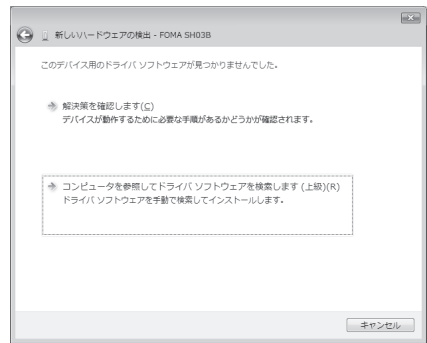 新しいハードウェアの検出 - FOMA SH03B
このデバイス用のドライバ ソフトウェアが見つかりませんでした。
解決策を確認します(C)
デバイスが動作するために必要な手順があるかどうかが確認されます。
コンピュータを参照してドライバ ソフトウェアを検索します (上級)(R)
ドライバ ソフトウェアを手動で検索してインストールします。
キャンセル